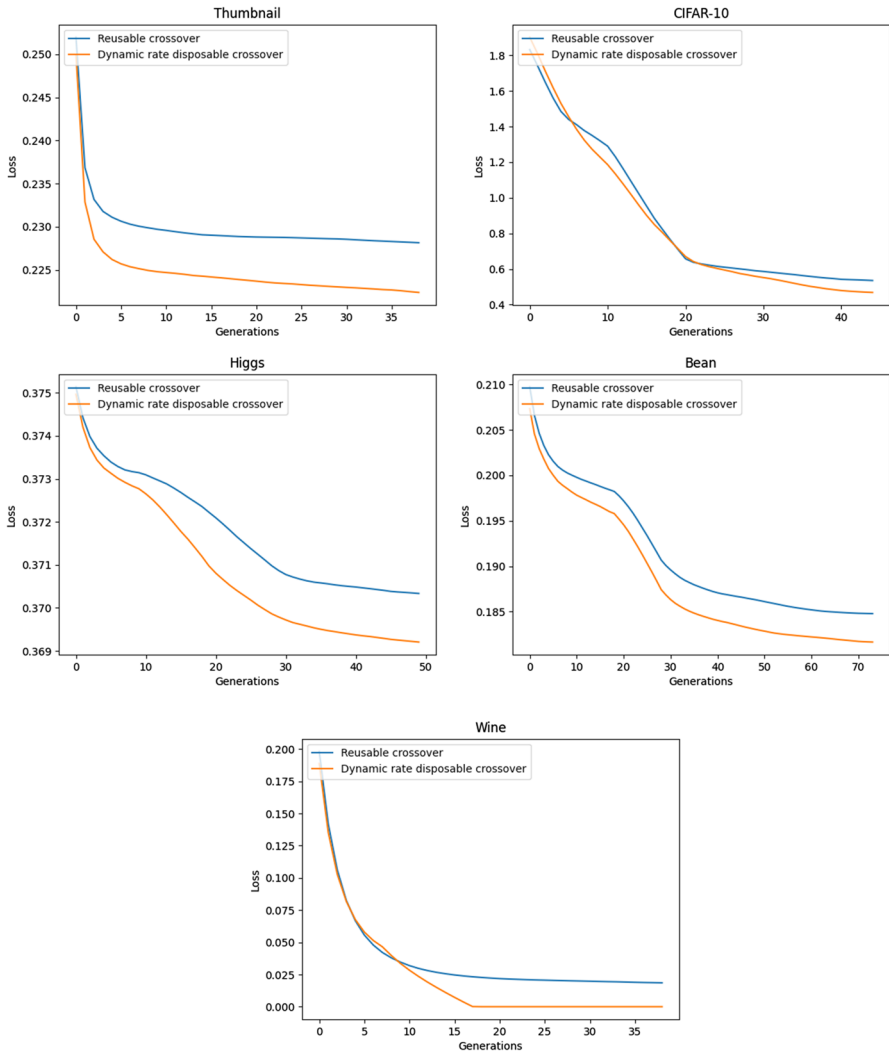 Thumbnail
Reusable crossover
Dynamic rate disposable crossover
0.250
0.245
0.240
0.235
0.230
0.225
Loss
0 5 10 15 20 25 30 35
Generations
CIFAR-10
Reusable crossover
Dynamic rate disposable crossover
1.8
1.6
1.4
1.2
1.0
0.8
0.6
0.4
Loss
0 10 20 30 40
Generations
Higgs
Reusable crossover
Dynamic rate disposable crossover
0.375
0.374
0.373
0.372
0.371
0.370
0.369
Loss
0 10 20 30 40 50
Generations
Bean
Reusable crossover
Dynamic rate disposable crossover
0.210
0.205
0.200
0.195
0.190
0.185
Loss
0 10 20 30 40 50 60 70
Generations
Wine
Reusable crossover
Dynamic rate disposable crossover
0.200
0.175
0.150
0.125
0.100
0.075
0.050
0.025
0.000
Loss
0 5 10 15 20 25 30 35
Generations